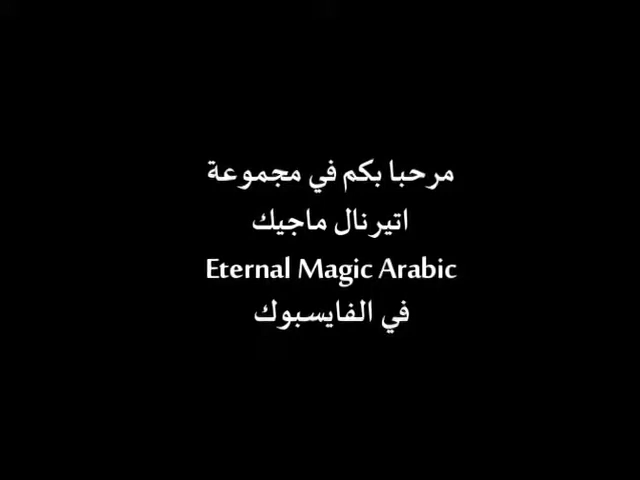 مرحبا بكم في مجموعة
اتيرنال ماجيك
Eternal Magic Arabic
في الفايسبوك